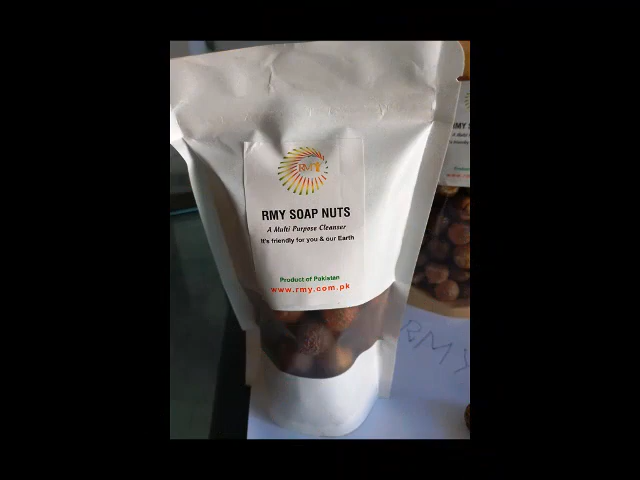 RMY
RMY SOAP NUTS
A Multi Purpose Cleanser
It's friendly for you & our Earth
Product of Pakistan
www.rmy.com.pk
RMY